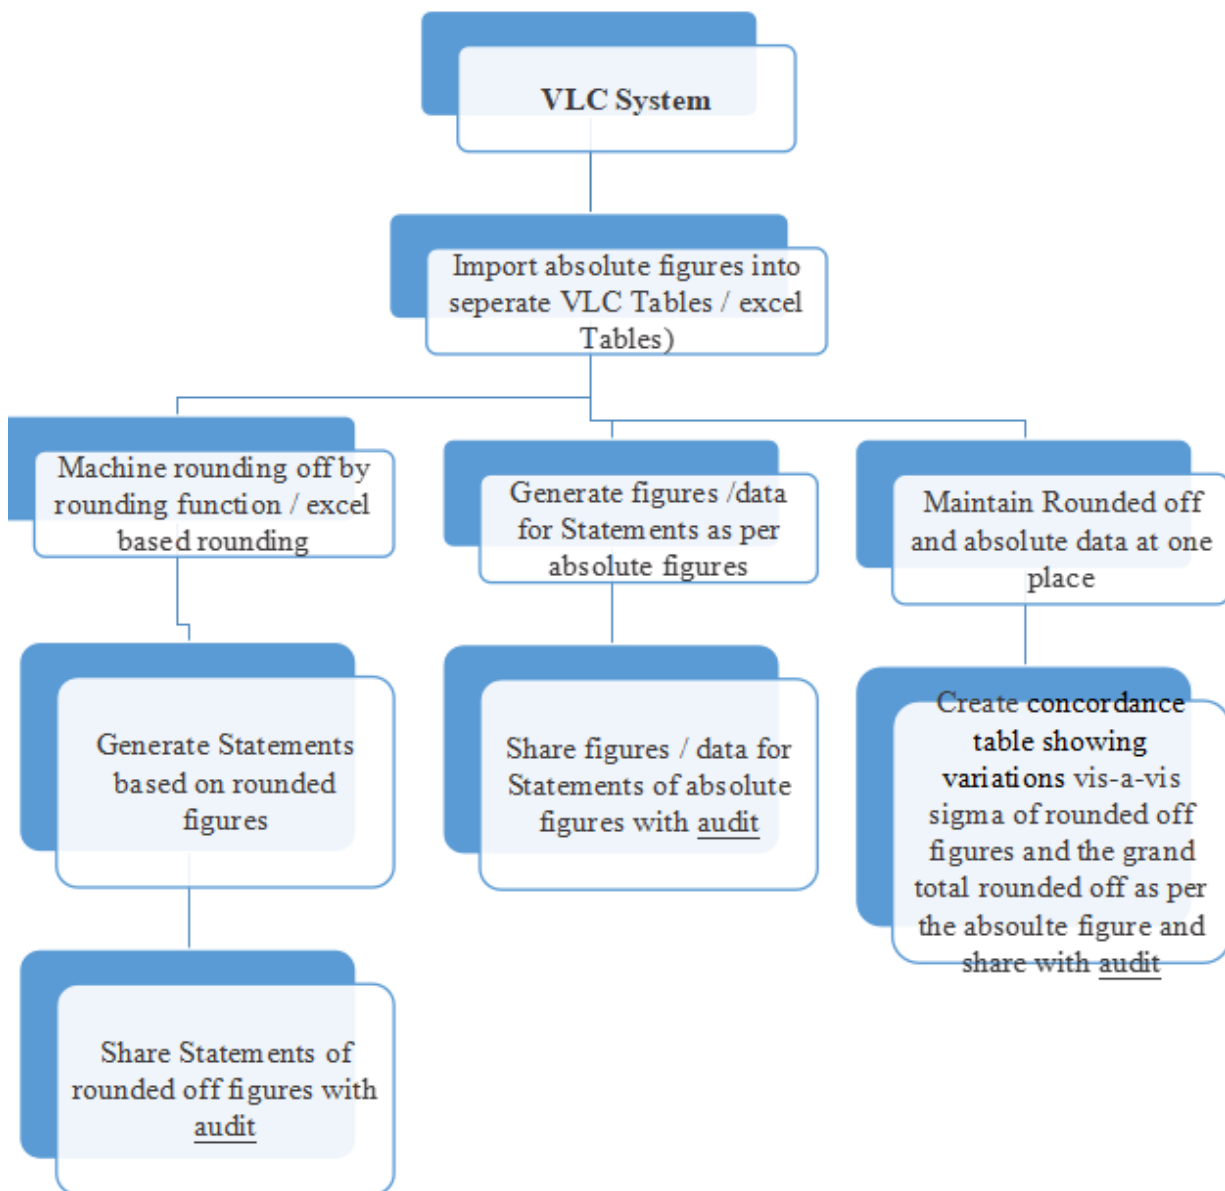 VLC System
Import absolute figures into
seperate VLC Tables / excel
Tables)
Machine rounding off by
rounding function / excel
based rounding
Generate figures /data
for Statements as per
absolute figures
Maintain Rounded off
and absolute data at one
place
Generate Statements
based on rounded
figures
Share figures / data for
Statements of absolute
figures with audit
Create concordance
table showing
variations vis-a-vis
sigma of rounded off
figures and the grand
total rounded off as per
the absoulte figure and
share with audit
Share Statements of
rounded off figures with
audit